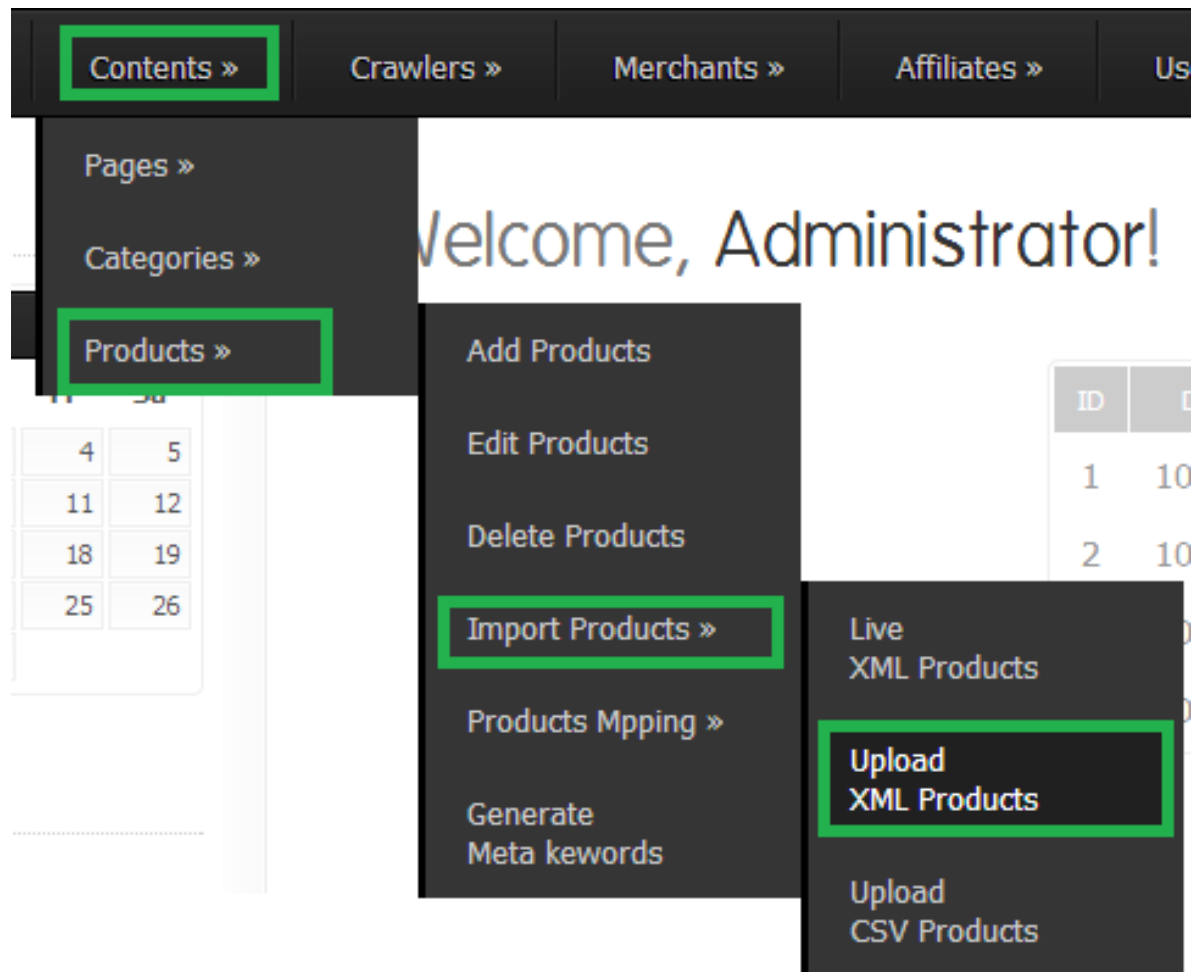 Contents »
Crawlers »
Merchants »
Affiliates »
Pages »
Categories »
Products »
Administrator!
Add Products
Edit Products
Delete Products
Import Products »
Products Mpping »
Generate
Meta kewords
Live
XML Products
Upload
XML Products
Upload
CSV Products
4 5
11 12
18 19
25 26
ID
1
2